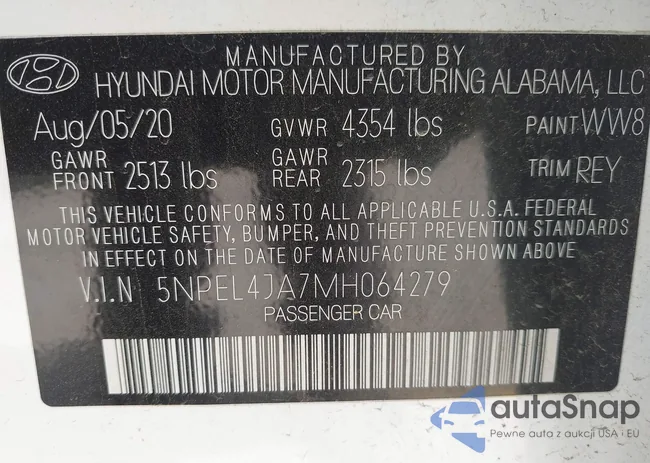 MANUFACTURED BY
HYUNDAI MOTOR MANUFACTURING ALABAMA, LLC
Aug/05/20 GVWR 4354 lbs PAINT WW8
GAWR FRONT 2513 lbs GAWR REAR 2315 lbs TRIM REY
THIS VEHICLE CONFORMS TO ALL APPLICABLE U.S.A. FEDERAL
MOTOR VEHICLE SAFETY, BUMPER, AND THEFT PREVENTION STANDARDS
IN EFFECT ON THE DATE OF MANUFACTURE SHOWN ABOVE.
V.I.N 5NPEL4JA7MH064279
PASSENGER CAR
autaSnap
Pewne auta z aukcji USA · EU